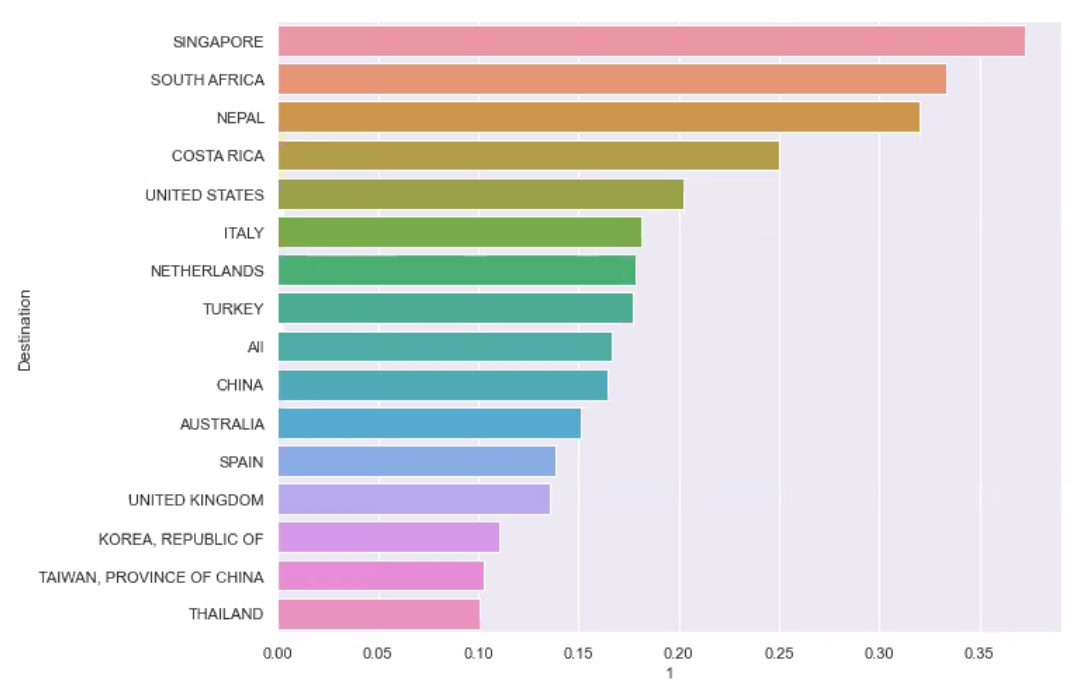 SINGAPORE
SOUTH AFRICA
NEPAL
COSTA RICA
UNITED STATES
ITALY
NETHERLANDS
TURKEY
All
CHINA
AUSTRALIA
SPAIN
UNITED KINGDOM
KOREA, REPUBLIC OF
TAIWAN, PROVINCE OF CHINA
THAILAND
Destination
0.00 0.05 0.10 0.15 0.20 0.25 0.30 0.35
1